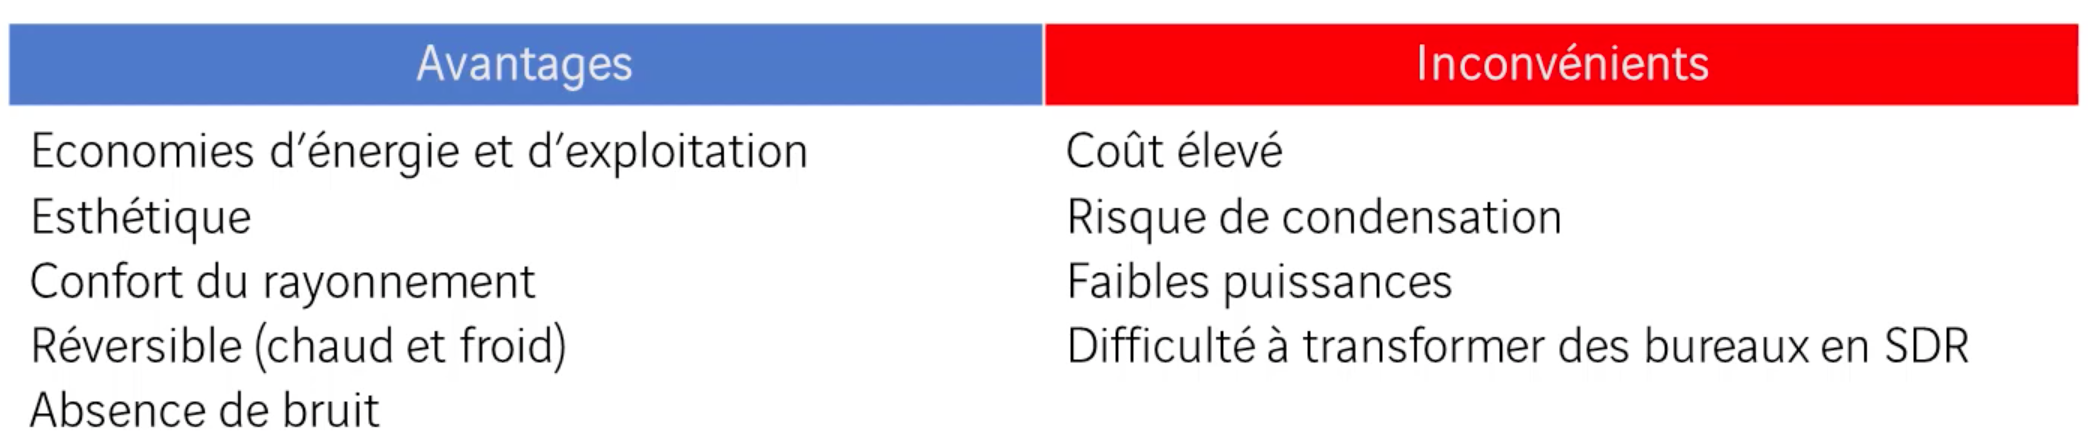 Avantages
Inconvénients
Economies d'énergie et d'exploitation
Coût élevé
Esthétique
Risque de condensation
Confort du rayonnement
Faibles puissances
Réversible (chaud et froid)
Difficulté à transformer des bureaux en SDR
Absence de bruit